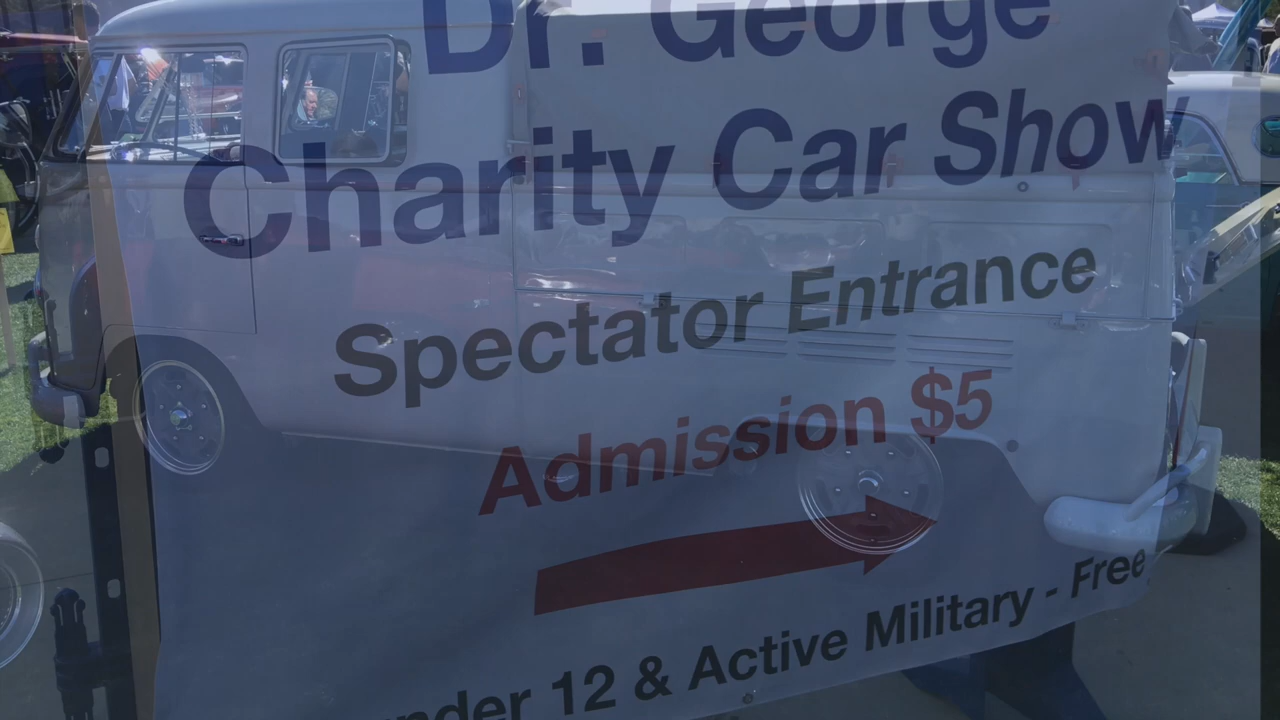 Dr. George
Charity Car Show
Spectator Entrance
Admission $5
12 & Active Military - Free